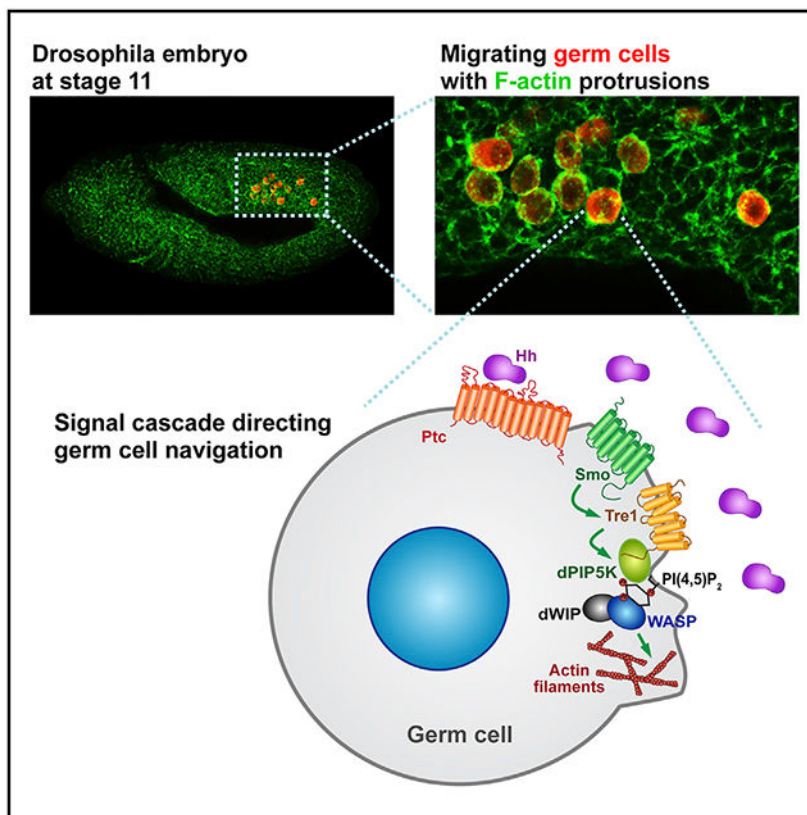 Drosophila embryo
at stage 11
Migrating germ cells
with F-actin protrusions
Signal cascade directing
germ cell navigation
Hh
Ptc
Smo
Tre1
dPIP5K
PI(4,5)P₂
dWIP
WASP
Actin
filaments
Germ cell